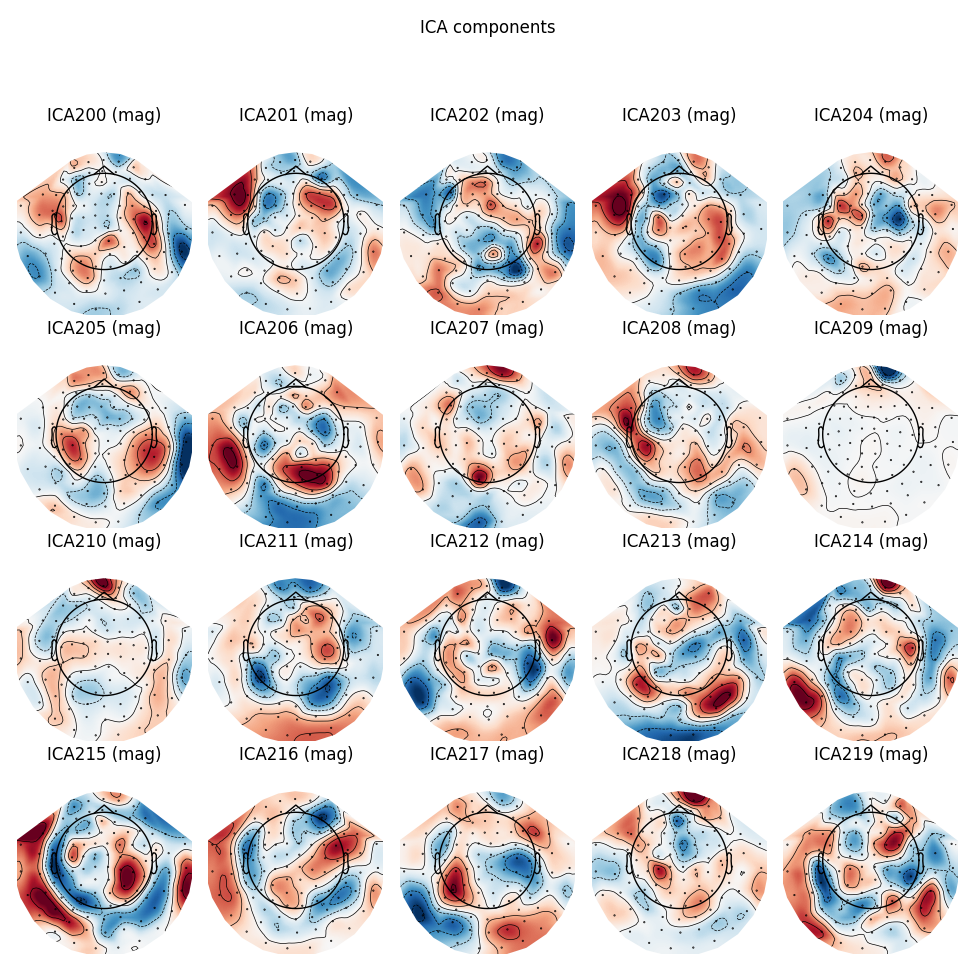 ICA components
ICA200 (mag) ICA201 (mag) ICA202 (mag) ICA203 (mag) ICA204 (mag)
ICA205 (mag) ICA206 (mag) ICA207 (mag) ICA208 (mag) ICA209 (mag)
ICA210 (mag) ICA211 (mag) ICA212 (mag) ICA213 (mag) ICA214 (mag)
ICA215 (mag) ICA216 (mag) ICA217 (mag) ICA218 (mag) ICA219 (mag)